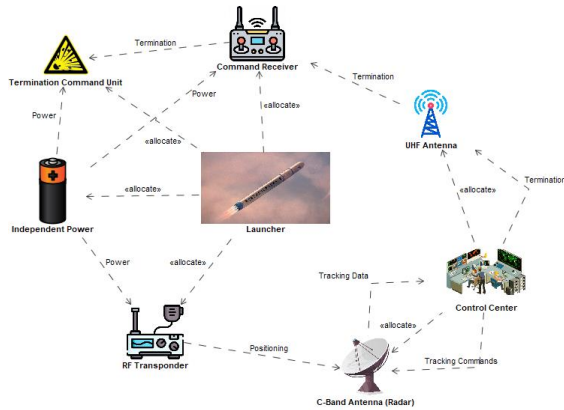 Termination
Command Receiver
Termination Command Unit
Power
Termination
Power
«allocate»
«allocate»
UHF Antenna
«allocate»
«allocate»
Termination
Independent Power
Launcher
Power
«allocate»
Tracking Data
Control Center
«allocate»
Positioning
Tracking Commands
RF Transponder
C-Band Antenna (Radar)